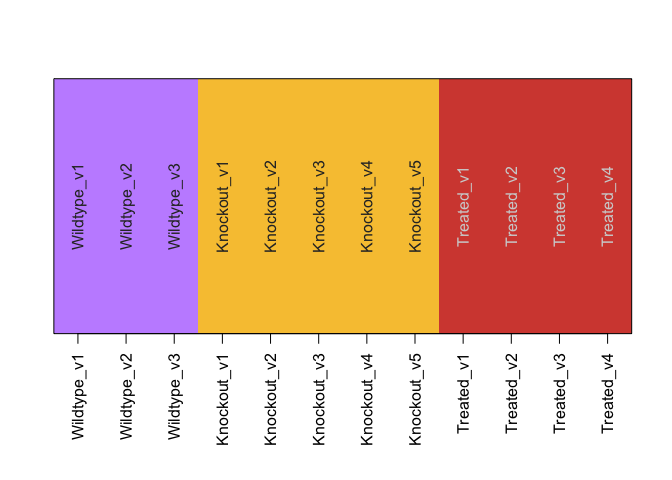 Wildtype_v1
Wildtype_v2
Wildtype_v3
Knockout_v1
Knockout_v2
Knockout_v3
Knockout_v4
Knockout_v5
Treated_v1
Treated_v2
Treated_v3
Treated_v4
Wildtype_v1
Wildtype_v2
Wildtype_v3
Knockout_v1
Knockout_v2
Knockout_v3
Knockout_v4
Knockout_v5
Treated_v1
Treated_v2
Treated_v3
Treated_v4